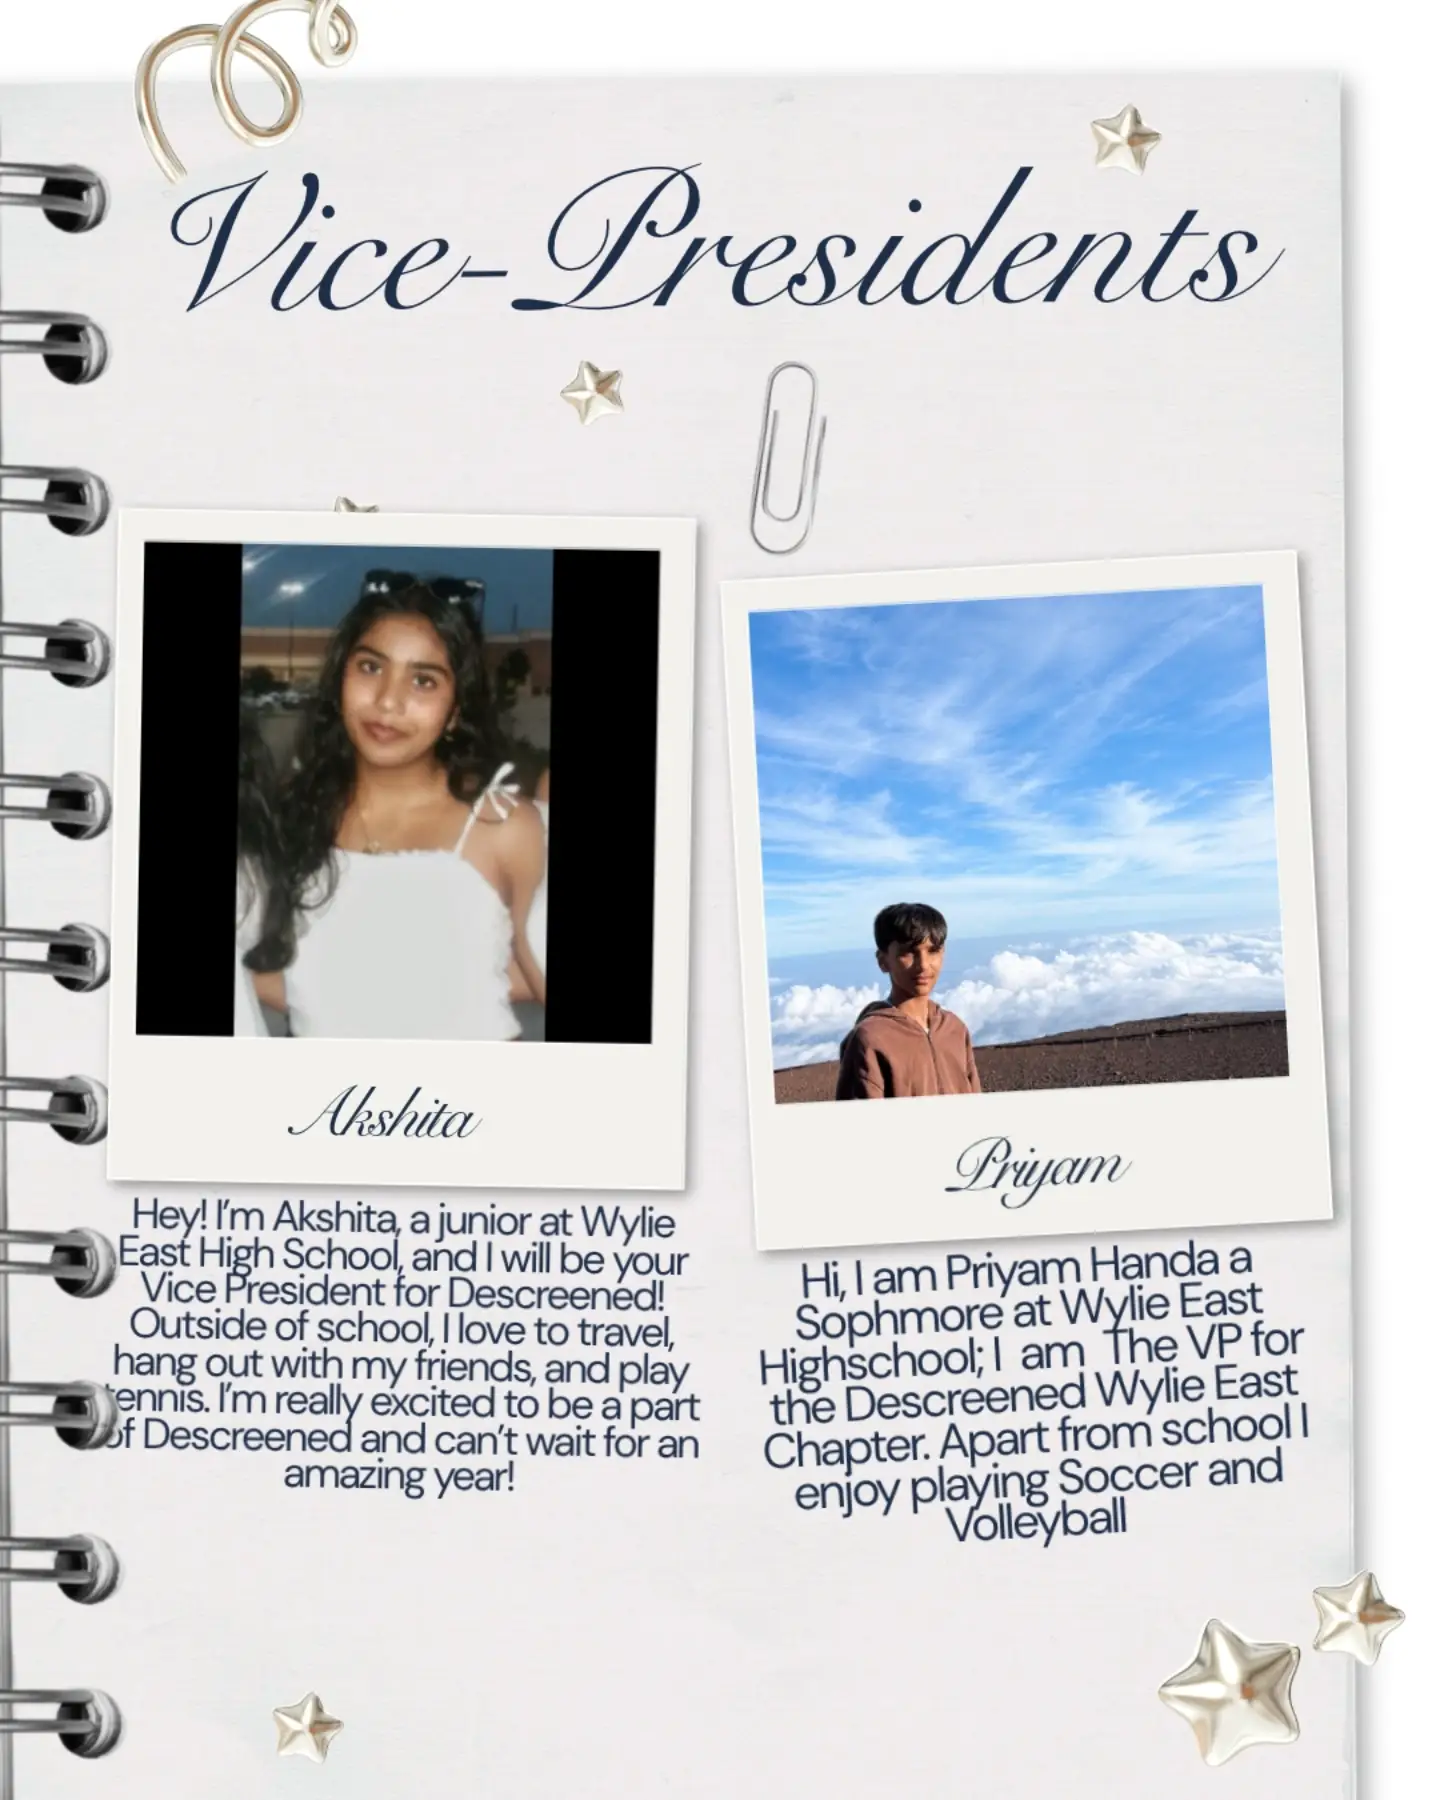 Vice-Presidents
Akshita
Hey! I'm Akshita, a junior at Wylie
East High School, and I will be your
Vice President for Descreened!
Outside of school, I love to travel,
hang out with my friends, and play
tennis. I'm really excited to be a part
of Descreened and can't wait for an
amazing year!
Priyam
Hi, I am Priyam Handa a
Sophmore at Wylie East
Highschool; I am The VP for
the Descreened Wylie East
Chapter. Apart from school I
enjoy playing Soccer and
Volleyball